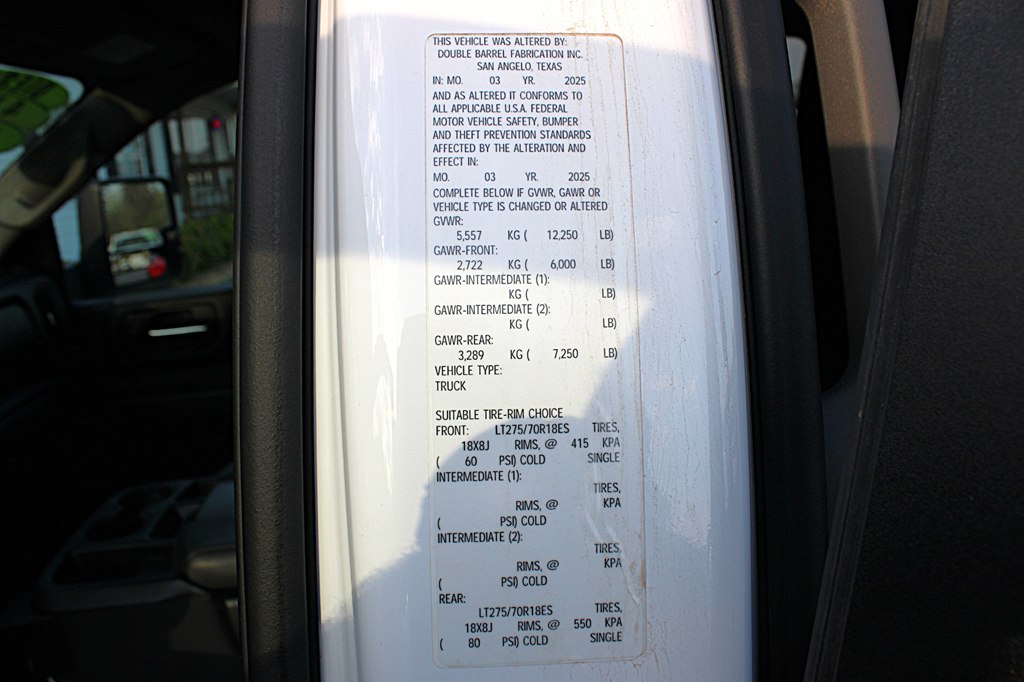 THIS VEHICLE WAS ALTERED BY:
DOUBLE BARREL FABRICATION INC.
SAN ANGELO, TEXAS
IN: MO. 03 YR. 2025
AND AS ALTERED IT CONFORMS TO
ALL APPLICABLE U.S.A. FEDERAL
MOTOR VEHICLE SAFETY, BUMPER
AND THEFT PREVENTION STANDARDS
AFFECTED BY THE ALTERATION AND
EFFECT IN:
MO. 03 YR. 2025
COMPLETE BELOW IF GVWR, GAWR OR
VEHICLE TYPE IS CHANGED OR ALTERED
GVWR:
5,557 KG ( 12,250 LB)
GAWR-FRONT:
2,722 KG ( 6,000 LB)
GAWR-INTERMEDIATE (1):
KG ( LB)
GAWR-INTERMEDIATE (2):
KG ( LB)
GAWR-REAR:
3,289 KG ( 7,250 LB)
VEHICLE TYPE:
TRUCK
SUITABLE TIRE-RIM CHOICE
FRONT: LT275/70R18ES TIRES,
18X8J RIMS, @ 415 KPA
( 60 PSI) COLD SINGLE
INTERMEDIATE (1):
TIRES,
RIMS, @ KPA
( PSI) COLD
INTERMEDIATE (2):
TIRES,
RIMS, @ KPA
( PSI) COLD
REAR:
LT275/70R18ES TIRES,
18X8J RIMS, @ 550 KPA
( 80 PSI) COLD SINGLE